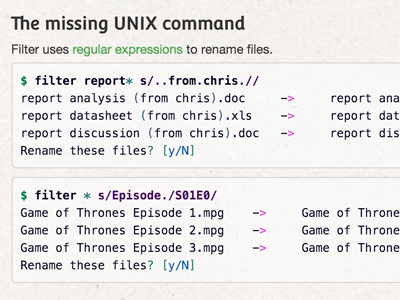 The missing UNIX command
Filter uses regular expressions to rename files.
$ filter report* s/..from.chris.//
report analysis (from chris).doc -> report ana
report datasheet (from chris).xls -> report dat
report discussion (from chris).doc -> report dis
Rename these files? [y/N]
$ filter * s/Episode./S01E0/
Game of Thrones Episode 1.mpg -> Game of Throne
Game of Thrones Episode 2.mpg -> Game of Throne
Game of Thrones Episode 3.mpg -> Game of Throne
Rename these files? [y/N]